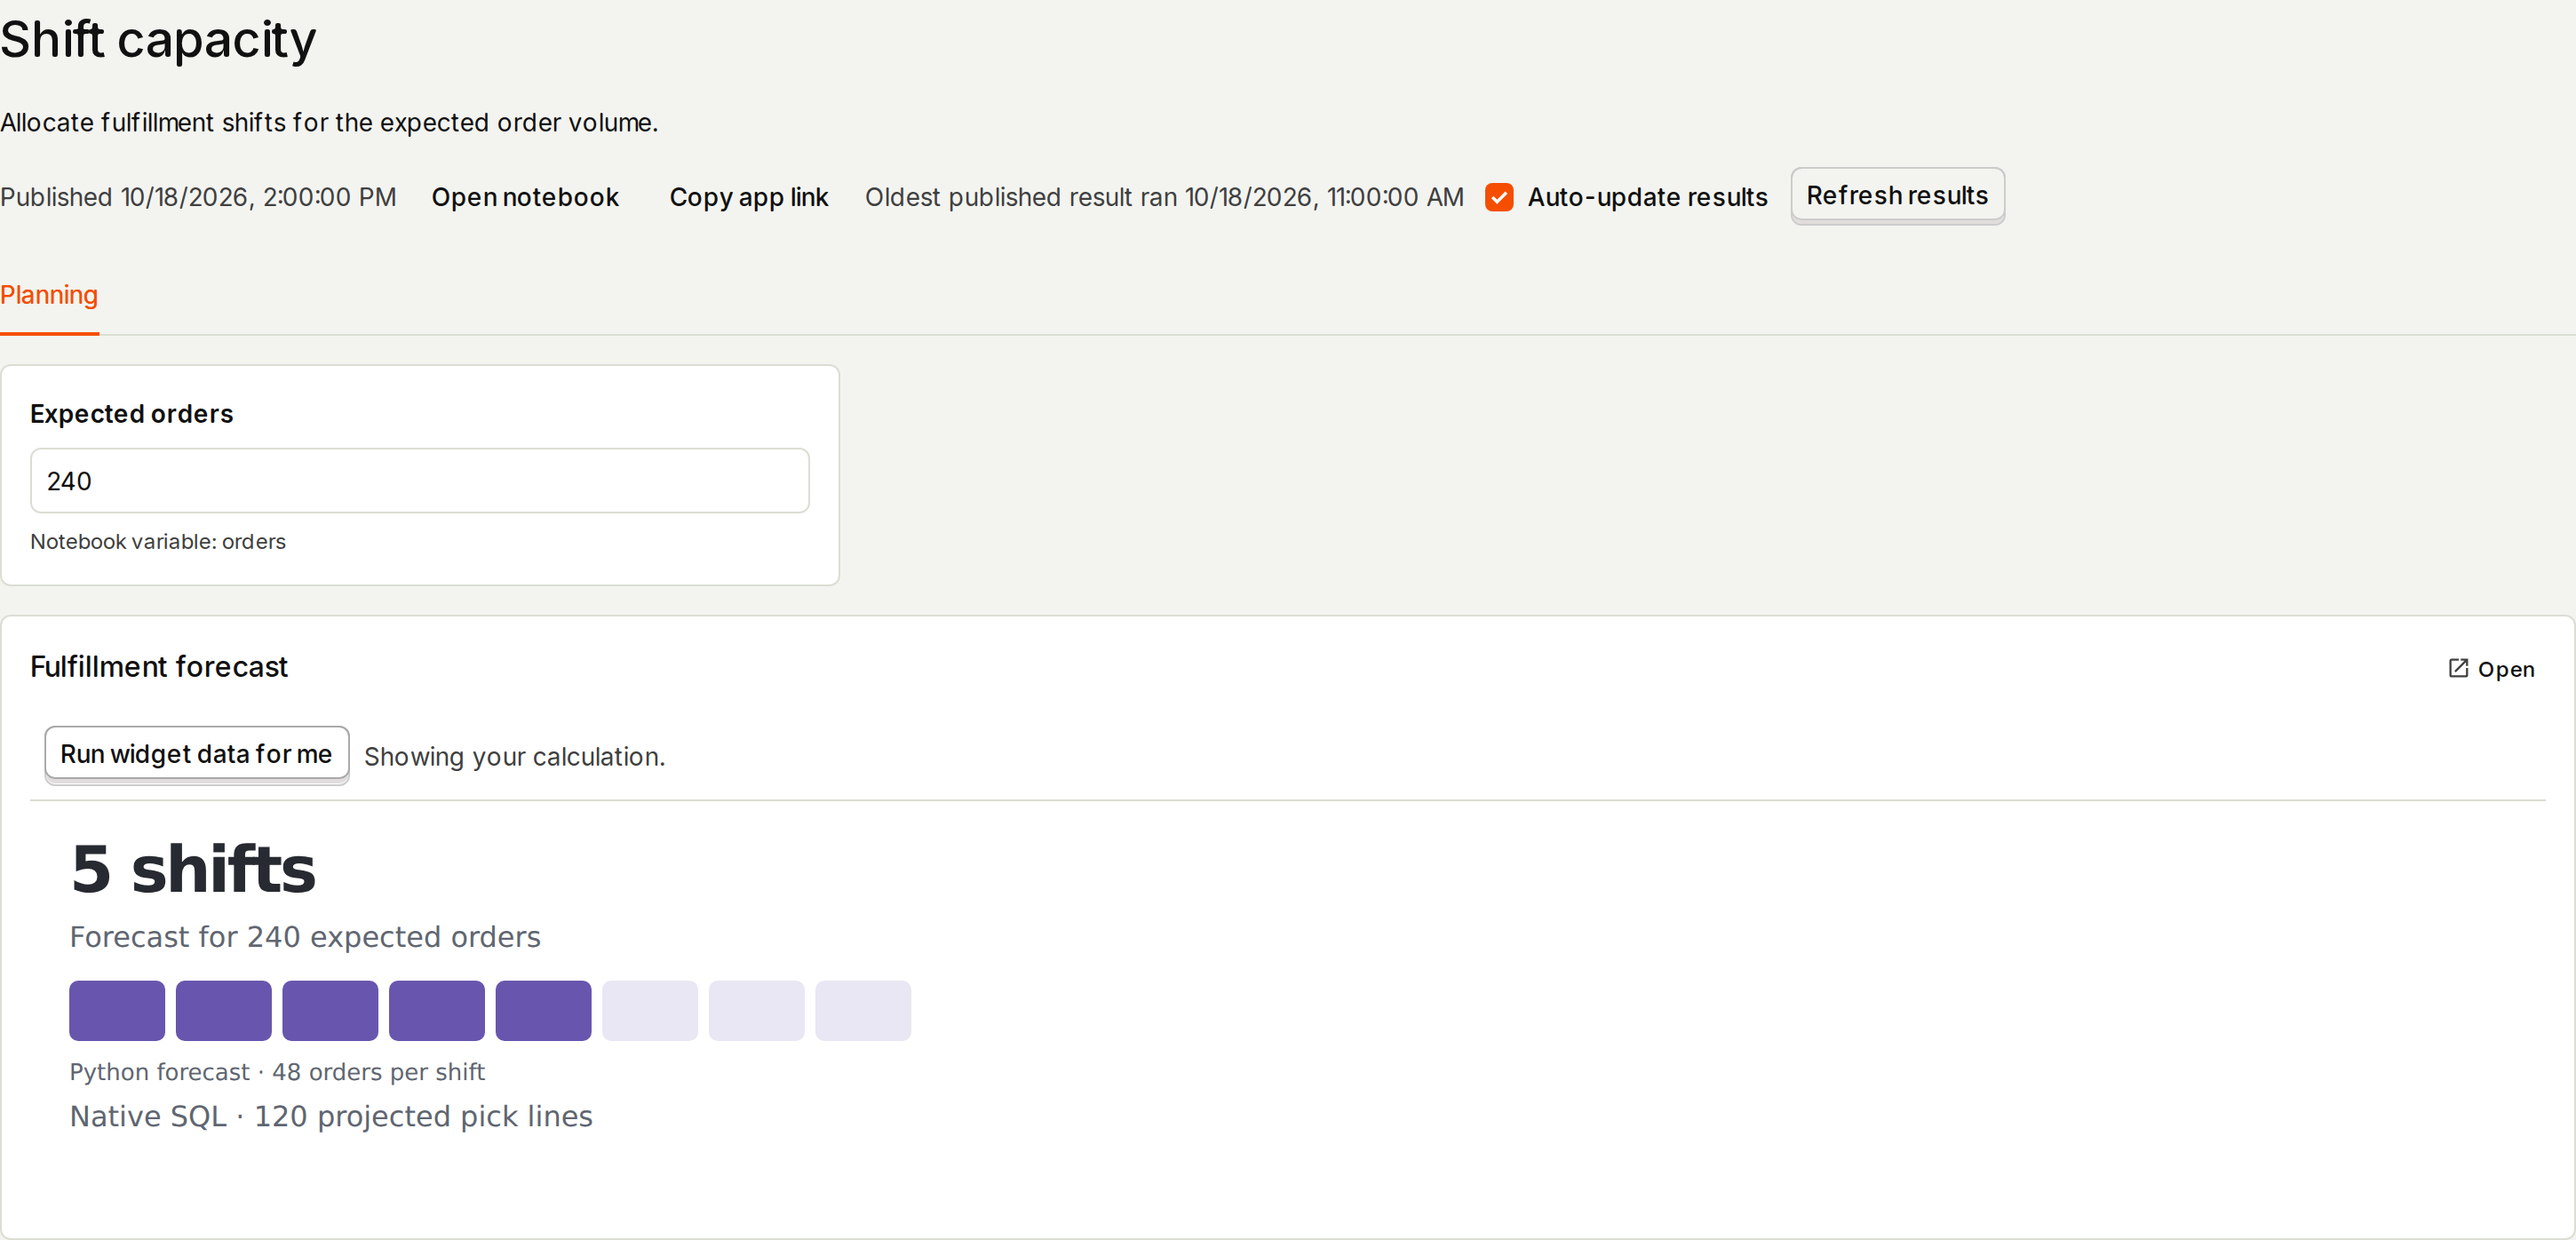 Shift capacity
Allocate fulfillment shifts for the expected order volume.
Published 10/18/2026, 2:00:00 PM Open notebook Copy app link Oldest published result ran 10/18/2026, 11:00:00 AM Auto-update results Refresh results
Planning
Expected orders
240
Notebook variable: orders
Fulfillment forecast Open
Run widget data for me Showing your calculation.
5 shifts
Forecast for 240 expected orders
Python forecast · 48 orders per shift
Native SQL · 120 projected pick lines